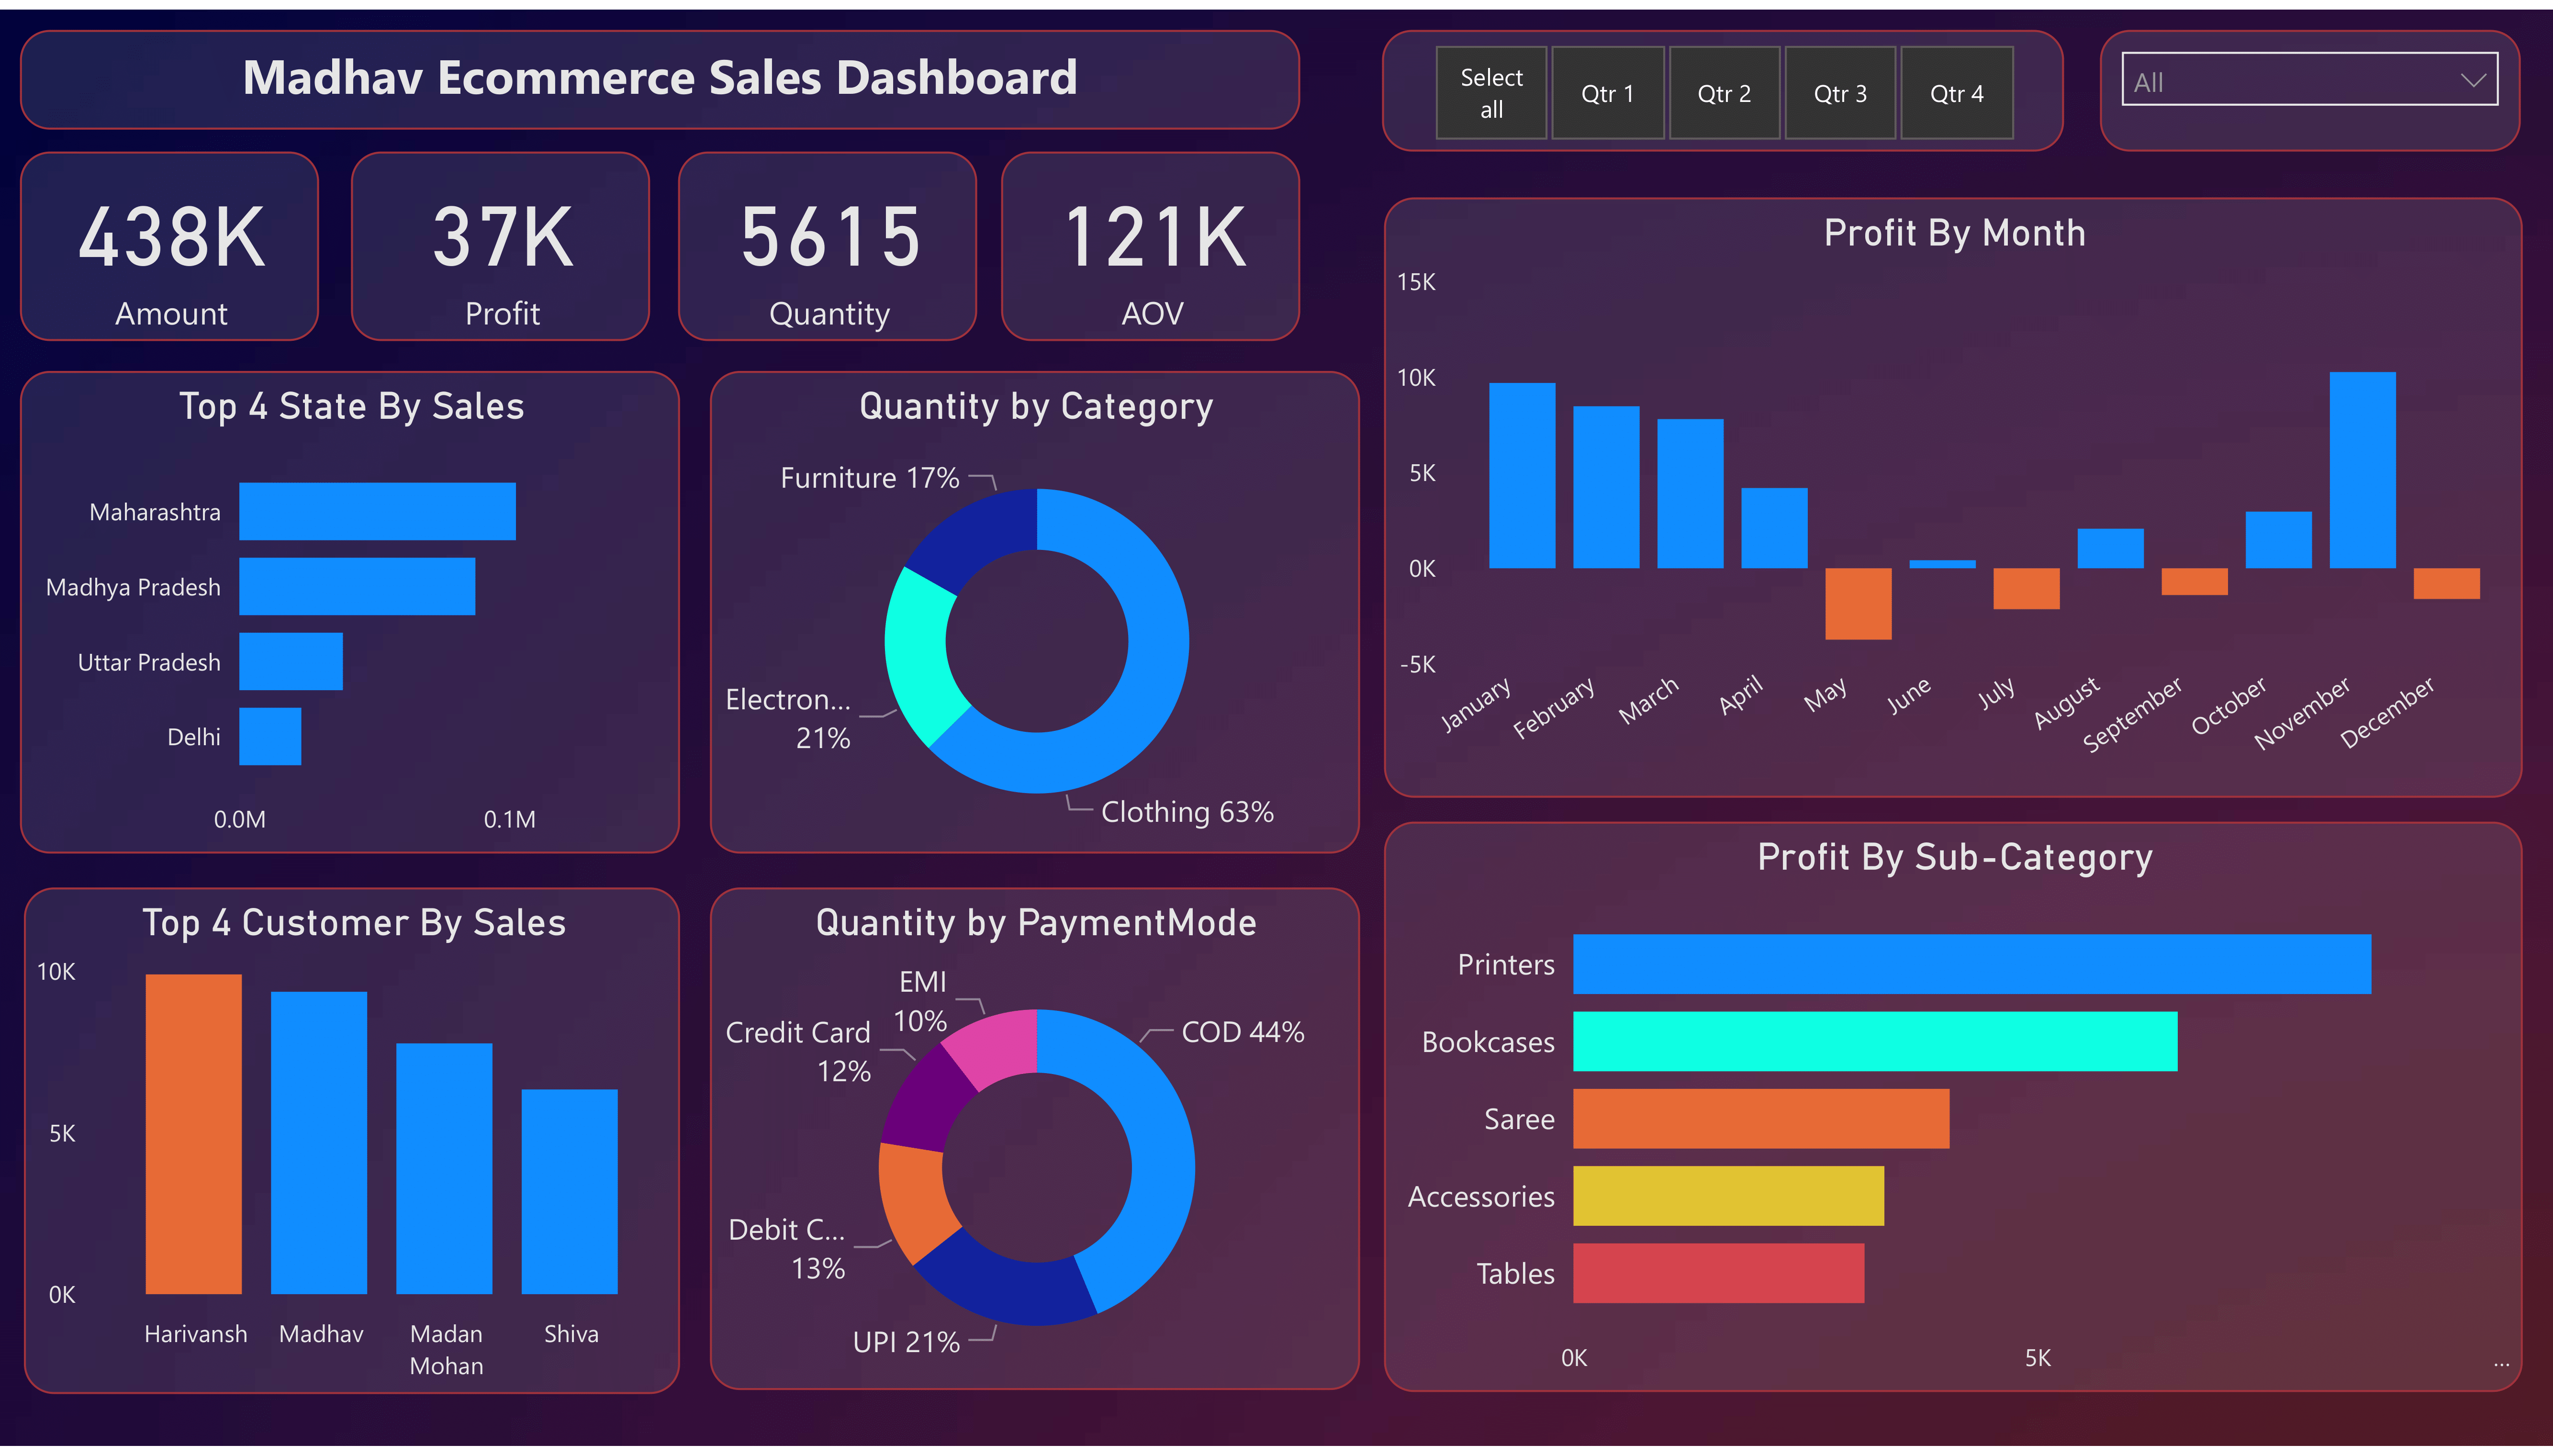 Madhav Ecommerce Sales Dashboard
Select
all
Qtr 1
Qtr 2
Qtr 3
Qtr 4
All
438K
Amount
37K
Profit
5615
Quantity
121K
AOV
Top 4 State By Sales
Maharashtra
Madhya Pradesh
Uttar Pradesh
Delhi
0.0M
0.1M
Quantity by Category
Furniture 17%
Electron...
21%
Clothing 63%
Profit By Month
15K
10K
5K
0K
-5K
January
February
March
April
May
June
July
August
September
October
November
December
Top 4 Customer By Sales
10K
5K
0K
Harivansh
Madhav
Madan
Mohan
Shiva
Quantity by PaymentMode
EMI
10%
Credit Card
12%
COD 44%
Debit C...
13%
UPI 21%
Profit By Sub-Category
Printers
Bookcases
Saree
Accessories
Tables
0K
5K
...